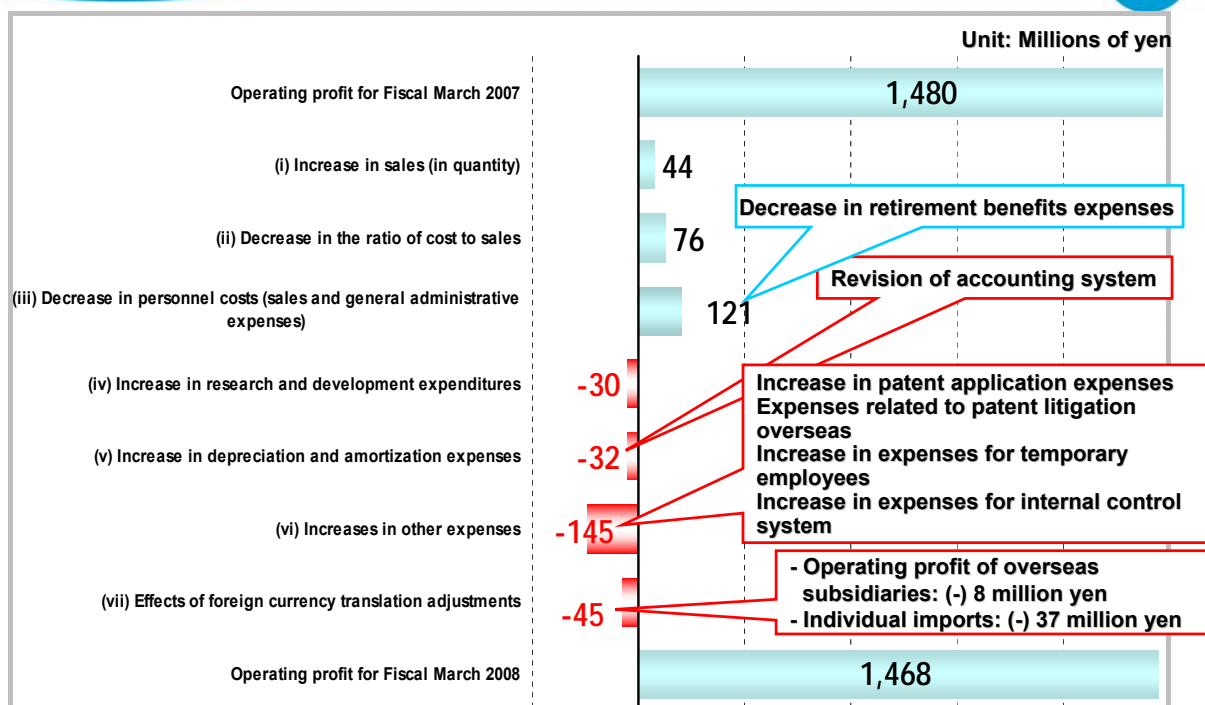 Unit: Millions of yen
Operating profit for Fiscal March 2007
1,480
(i) Increase in sales (in quantity)
44
Decrease in retirement benefits expenses
(ii) Decrease in the ratio of cost to sales
76
Revision of accounting system
(iii) Decrease in personnel costs (sales and general administrative
expenses)
121
(iv) Increase in research and development expenditures
-30
Increase in patent application expenses
Expenses related to patent litigation
overseas
Increase in expenses for temporary
employees
Increase in expenses for internal control
system
(v) Increase in depreciation and amortization expenses
-32
(vi) Increases in other expenses
-145
- Operating profit of overseas
subsidiaries: (-) 8 million yen
- Individual imports: (-) 37 million yen
(vii) Effects of foreign currency translation adjustments
-45
Operating profit for Fiscal March 2008
1,468